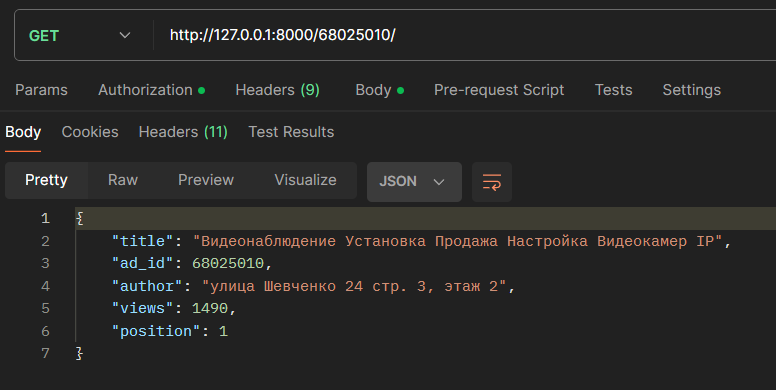 GET http://127.0.0.1:8000/68025010/
Params Authorization Headers (9) Body Pre-request Script Tests Settings
Body Cookies Headers (11) Test Results
Pretty Raw Preview Visualize JSON
1 {
2 "title": "Видеонаблюдение Установка Продажа Настройка Видеокамер IP",
3 "ad_id": 68025010,
4 "author": "улица Шевченко 24 стр. 3, этаж 2",
5 "views": 1490,
6 "position": 1
7 }